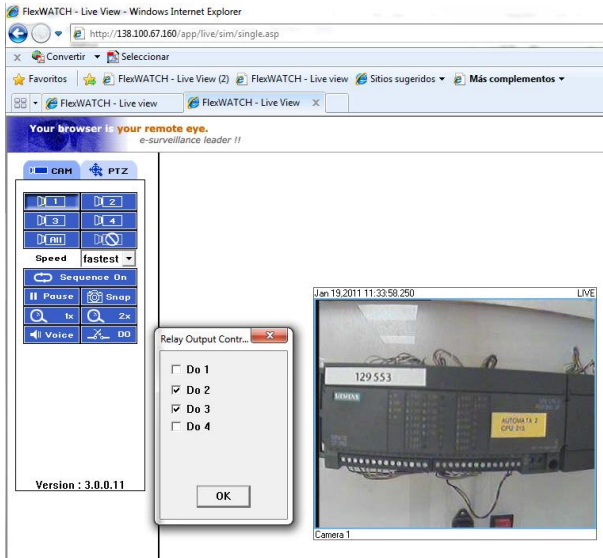 FlexWATCH - Live View - Windows Internet Explorer
http://138.100.67.160/app/live/sim/single.asp
x Convertir Seleccionar
Favoritos FlexWATCH - Live View (2) FlexWATCH - Live view Sitios sugeridos Más complementos
FlexWATCH - Live view FlexWATCH - Live View X
Your browser is your remote eye.
e-surveillance leader !!
CAM PTZ
1 2
3 4
All
Speed fastest
Sequence On
Pause Snap
1x 2x
Voice DO
Version : 3.0.0.11
Relay Output Contr...
Do 1
Do 2
Do 3
Do 4
OK
Jan 19,2011 11:33:58.250 LIVE
129553
SIEMENS
AUTOMATA 2
CPU 215
Camera 1